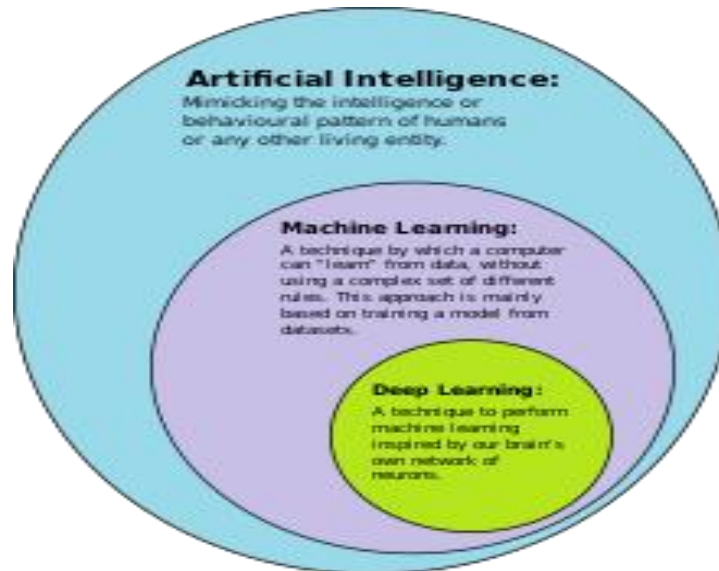 Artificial Intelligence:
Mimicking the intelligence or
behavioural pattern of humans
or any other living entity.
Machine Learning:
A technique by which a computer
can "learn" from data, without
using a complex set of different
rules. This approach is mainly
based on training a model from
datasets.
Deep Learning:
A technique to perform
machine learning
inspired by our brain's
own network of
neurons.